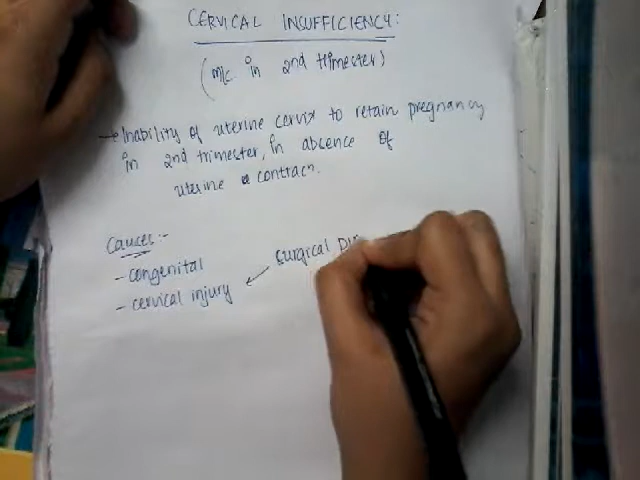 CERVICAL INSUFFICIENCY:
(m/c in 2nd trimester)
→ Inability of uterine cervix to retain pregnancy
in 2nd trimester, in absence of
uterine contracn.
Causes:-
- congenital
- cervical injury ↙ surgical